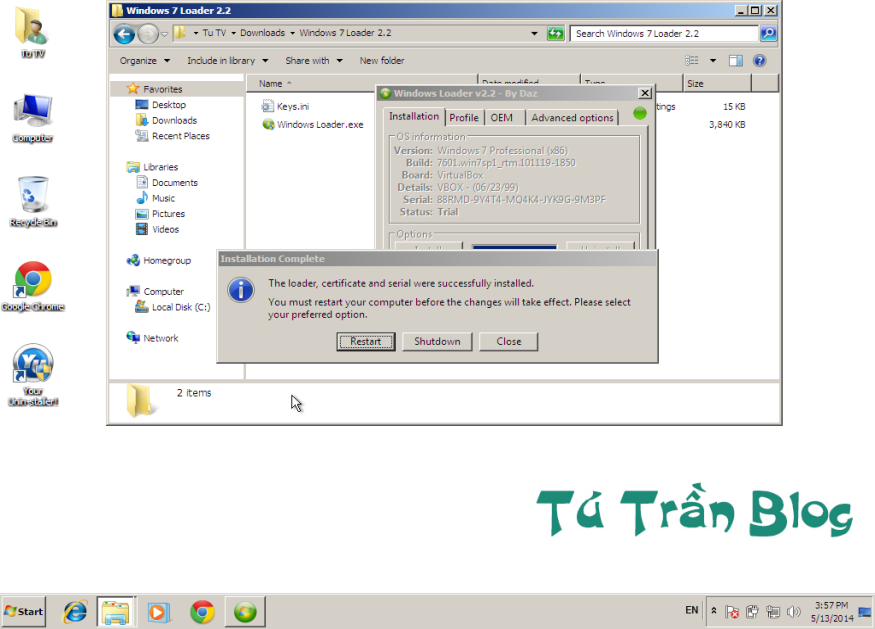 Tu TV
Computer
Recycle Bin
Google Chrome
Your
Unin-staller!
Windows 7 Loader 2.2
Tu TV
Downloads
Windows 7 Loader 2.2
Search Windows 7 Loader 2.2
Organize
Include in library
Share with
New folder
Favorites
Desktop
Downloads
Recent Places
Libraries
Documents
Music
Pictures
Videos
Homegroup
Computer
Local Disk (C:)
Network
Name
Date modified
Type
Size
Keys.ini
15 KB
Windows Loader.exe
3,840 KB
Windows Loader v2.2 - By Daz
Installation
Profile
OEM
Advanced options
OS information
Version: Windows 7 Professional (x86)
Build: 7601.win7sp1_rtm.101119-1850
Board: VirtualBox
Details: VBOX - (06/23/99)
Serial: 88RMD-9Y4T4-MQ4K4-JYK9G-9M3PF
Status: Trial
Options
Installation Complete
The loader, certificate and serial were successfully installed.
You must restart your computer before the changes will take effect. Please select
your preferred option.
Restart
Shutdown
Close
2 items
Tú Trần Blog
Start
EN
3:57 PM
5/13/2014